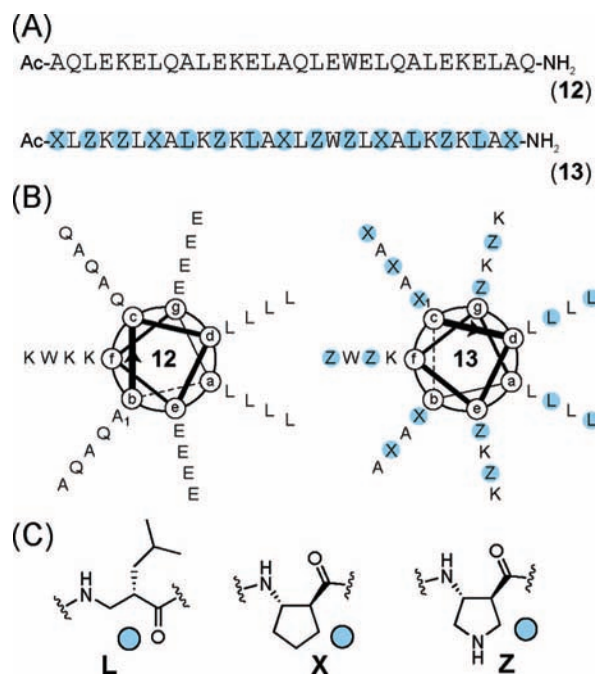 (A)
Ac-AQLEKELQALEKELAQLEWELQALEKELAQ-NH2
(12)
Ac-XLZKZLXALKZKLAXLZWZLXALKZKLAX-NH2
(13)
(B)
Q A Q A Q
E E E E
L L L L
c g d
K W K K f 12 a
b e
L L L L
A Q A Q A1
E E E E
X A X A X1
K Z K Z
L L L L
c g d
Z W Z K f 13 a
b e
L L L L
A X A X
Z K Z K
(C)
H N O
L
H N O
X
H N O N H
Z